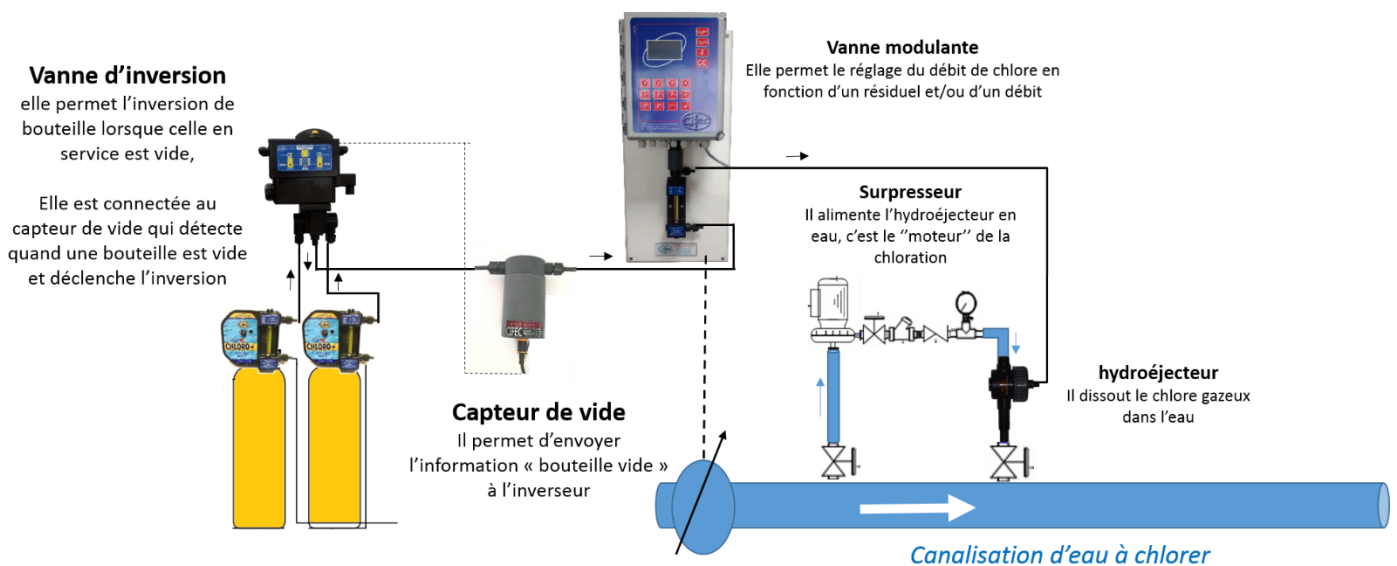 Vanne d’inversion
elle permet l’inversion de
bouteille lorsque celle en
service est vide,
Elle est connectée au
capteur de vide qui détecte
quand une bouteille est vide
et déclenche l’inversion
CHLORO+
CHLORO+
CIFEC
Capteur de vide
Il permet d’envoyer
l’information « bouteille vide »
à l’inverseur
Cifec
Vanne modulante
Elle permet le réglage du débit de chlore en
fonction d’un résiduel et/ou d’un débit
Surpresseur
Il alimente l’hydroéjecteur en
eau, c’est le ‘’moteur’’ de la
chloration
hydroéjecteur
Il dissout le chlore gazeux
dans l’eau
Canalisation d’eau à chlorer